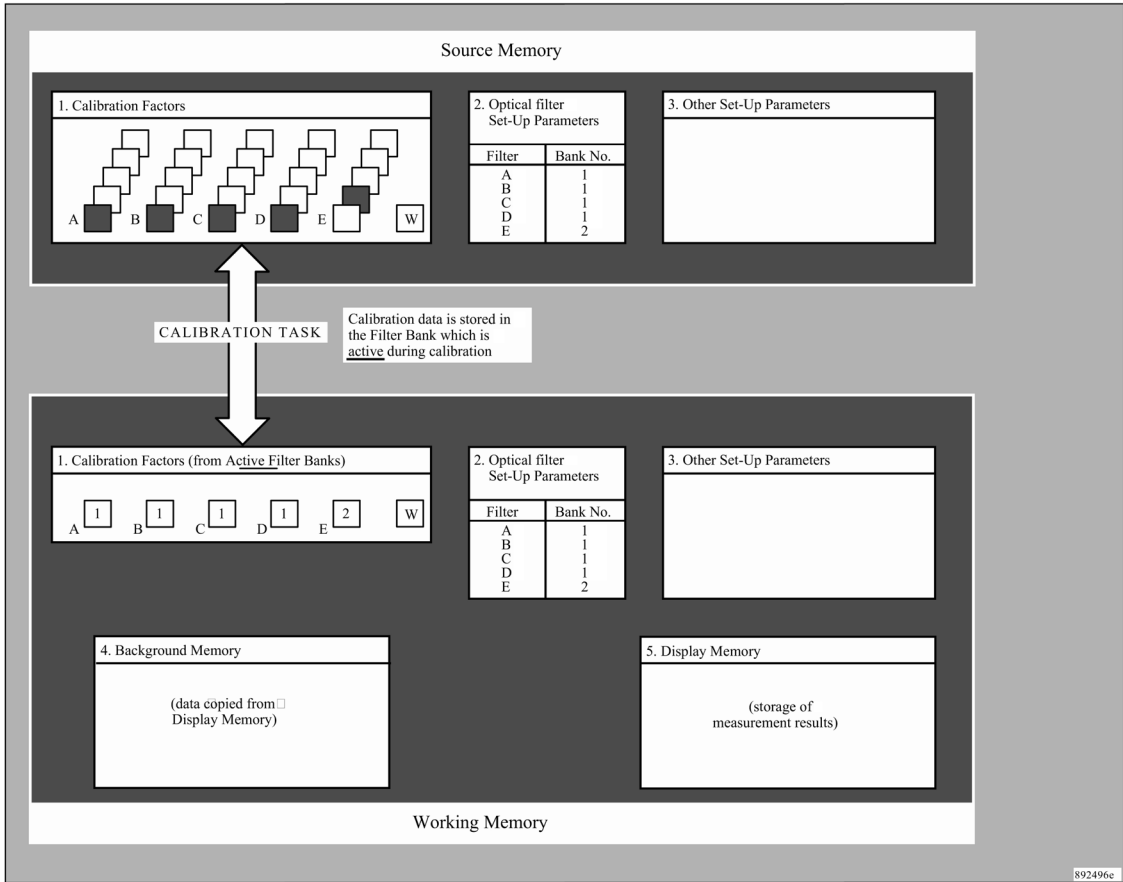 Source Memory
1. Calibration Factors
A B C D E W
2. Optical filter
Set-Up Parameters
Filter Bank No.
A 1
B 1
C 1
D 1
E 2
3. Other Set-Up Parameters
CALIBRATION TASK
Calibration data is stored in
the Filter Bank which is
active during calibration
1. Calibration Factors (from Active Filter Banks)
A 1 B 1 C 1 D 1 E 2 W
2. Optical filter
Set-Up Parameters
Filter Bank No.
A 1
B 1
C 1
D 1
E 2
3. Other Set-Up Parameters
4. Background Memory
(data copied from
Display Memory)
5. Display Memory
(storage of
measurement results)
Working Memory
892496e